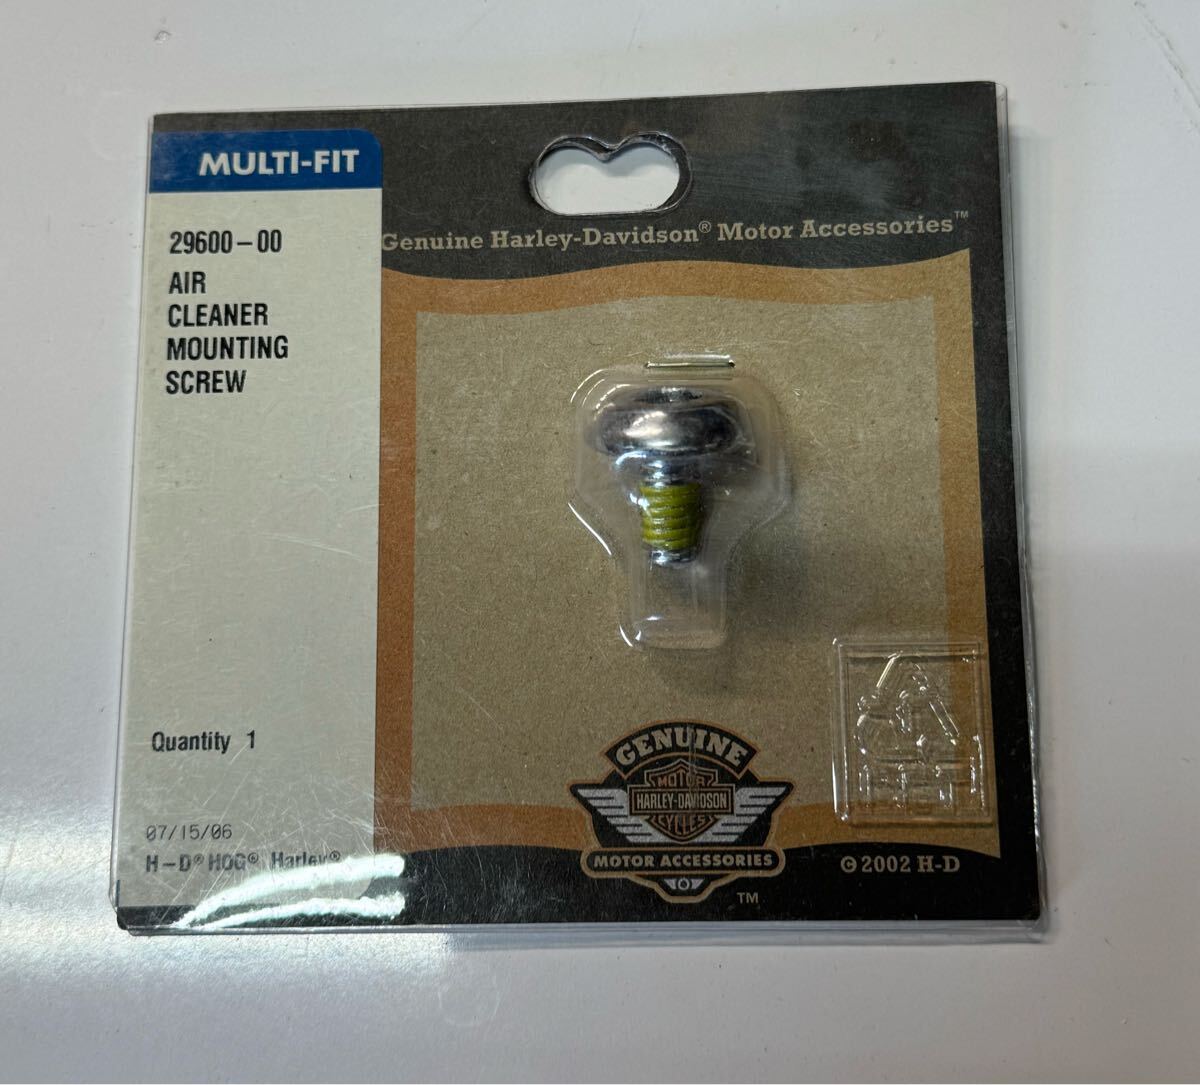 MULTI-FIT
29600-00
AIR
CLEANER
MOUNTING
SCREW
Quantity 1
07/15/06
H-D® HOG® Harley®
Genuine Harley-Davidson® Motor Accessories™
GENUINE
MOTOR
HARLEY-DAVIDSON
CYCLES
MOTOR ACCESSORIES
TM
© 2002 H-D